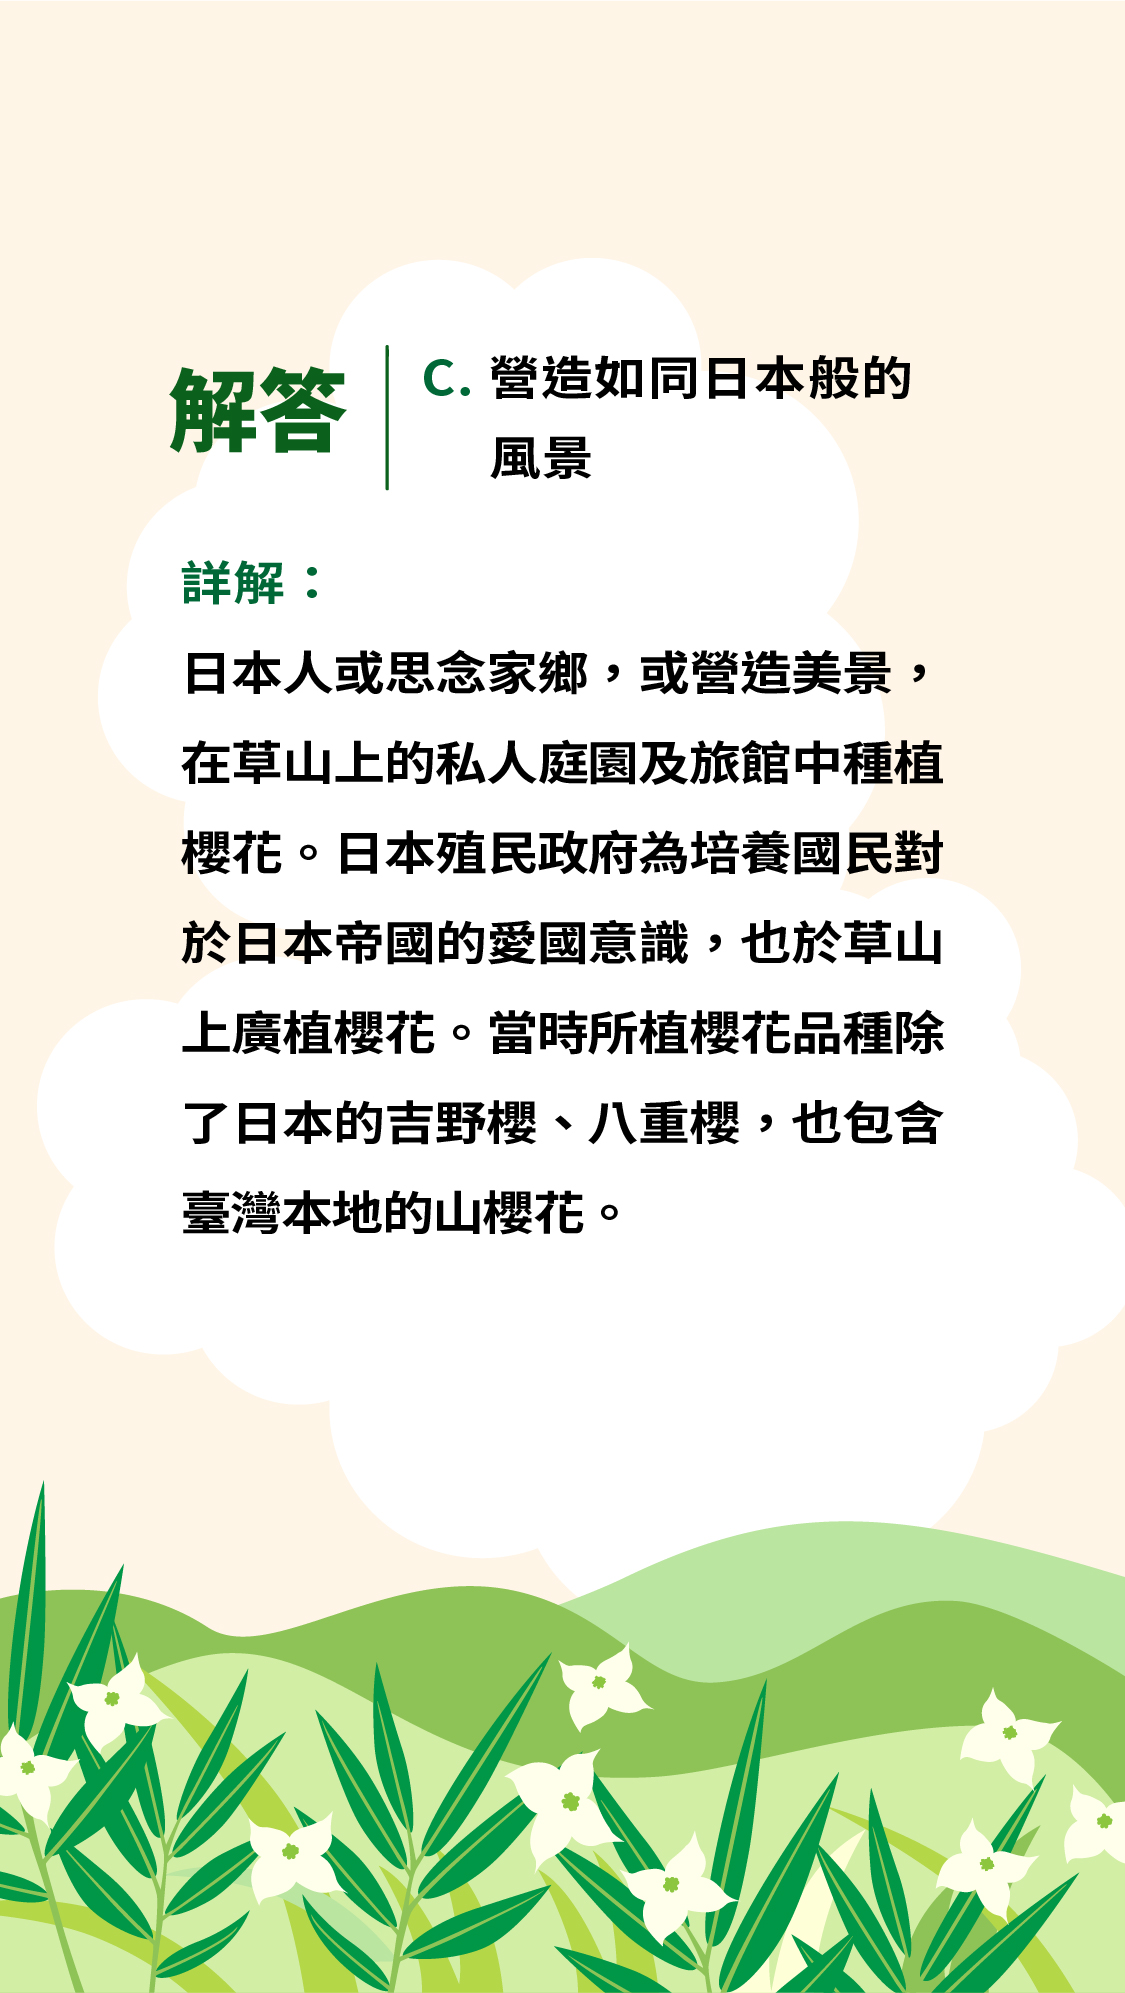 解答
C. 營造如同日本般的
風景
詳解：
日本人或思念家鄉，或營造美景，
在草山上的私人庭園及旅館中種植
櫻花。日本殖民政府為培養國民對
於日本帝國的愛國意識，也於草山
上廣植櫻花。當時所植櫻花品種除
了日本的吉野櫻、八重櫻，也包含
臺灣本地的山櫻花。